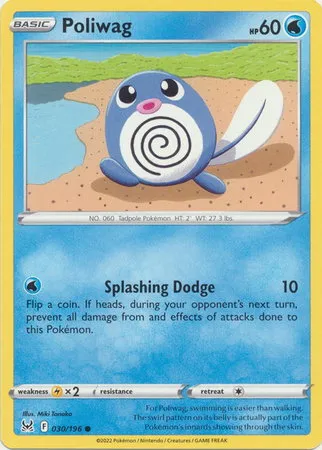 BASIC
Poliwag
HP 60
NO. 060 Tadpole Pokémon HT: 2' WT: 27.3 lbs.
Splashing Dodge 10
Flip a coin. If heads, during your opponent's next turn,
prevent all damage from and effects of attacks done to
this Pokémon.
weakness ×2 resistance retreat
Illus. Miki Tanaka
F 030/196
For Poliwag, swimming is easier than walking.
The swirl pattern on its belly is actually part of the
Pokémon's innards showing through the skin.
©2022 Pokémon / Nintendo / Creatures / GAME FREAK